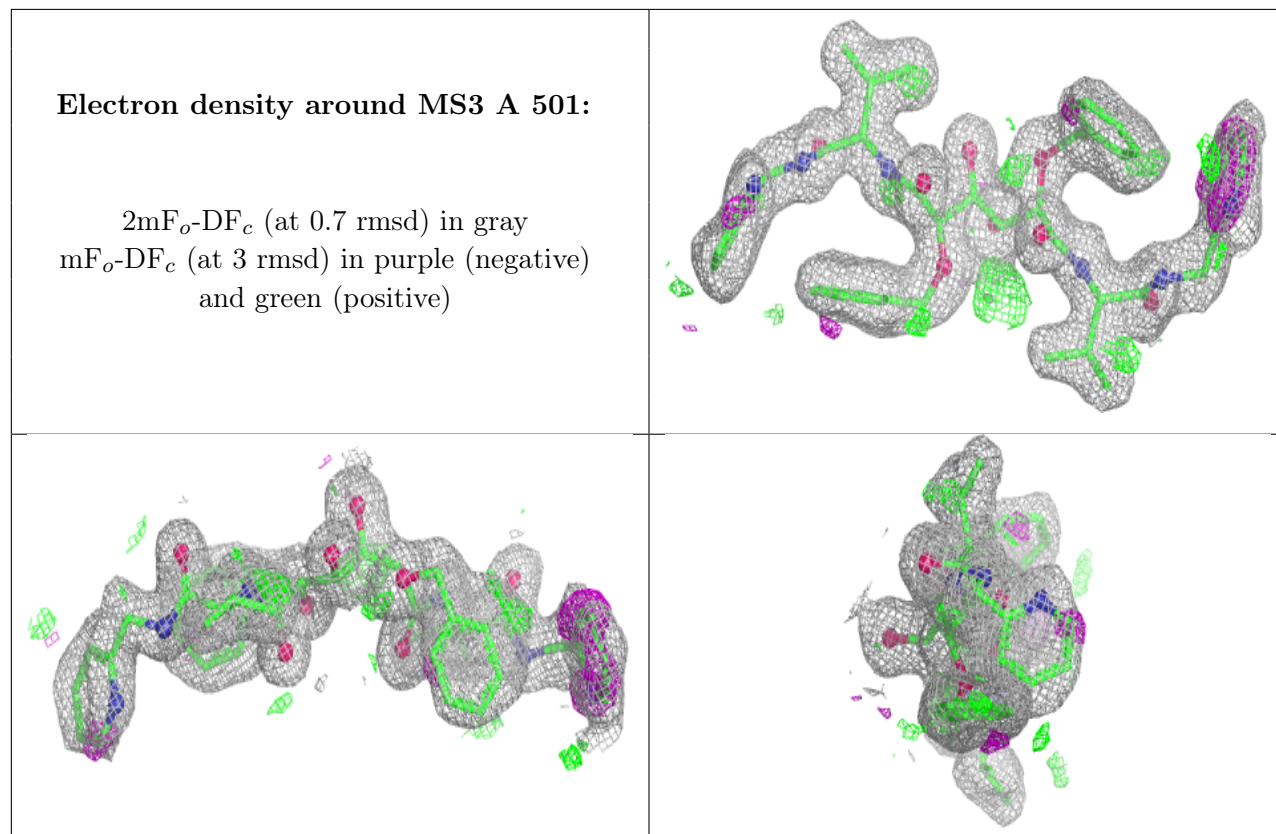 Electron density around MS3 A 501:
2mFo-DFc (at 0.7 rmsd) in gray
mFo-DFc (at 3 rmsd) in purple (negative)
and green (positive)